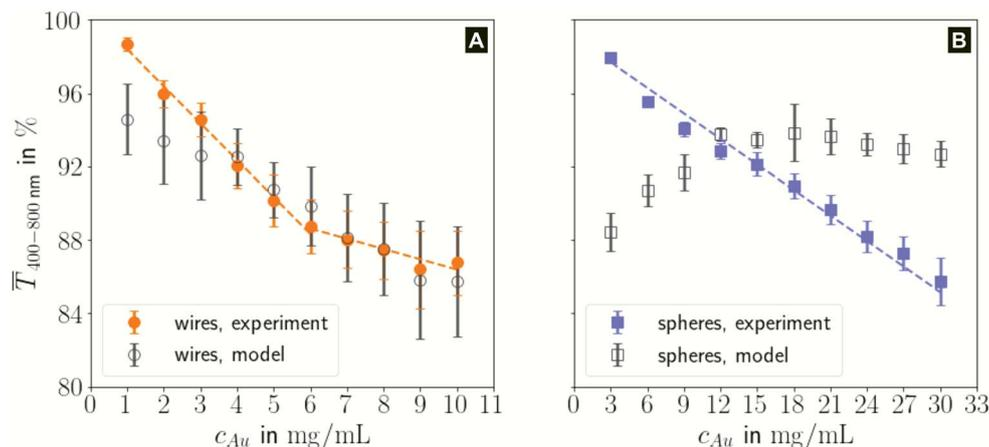 100
96
92
88
84
80
T̿ 400−800 nm in %
A
wires, experiment
wires, model
0 1 2 3 4 5 6 7 8 9 10 11
c_Au in mg/mL
B
spheres, experiment
spheres, model
0 3 6 9 12 15 18 21 24 27 30 33
c_Au in mg/mL